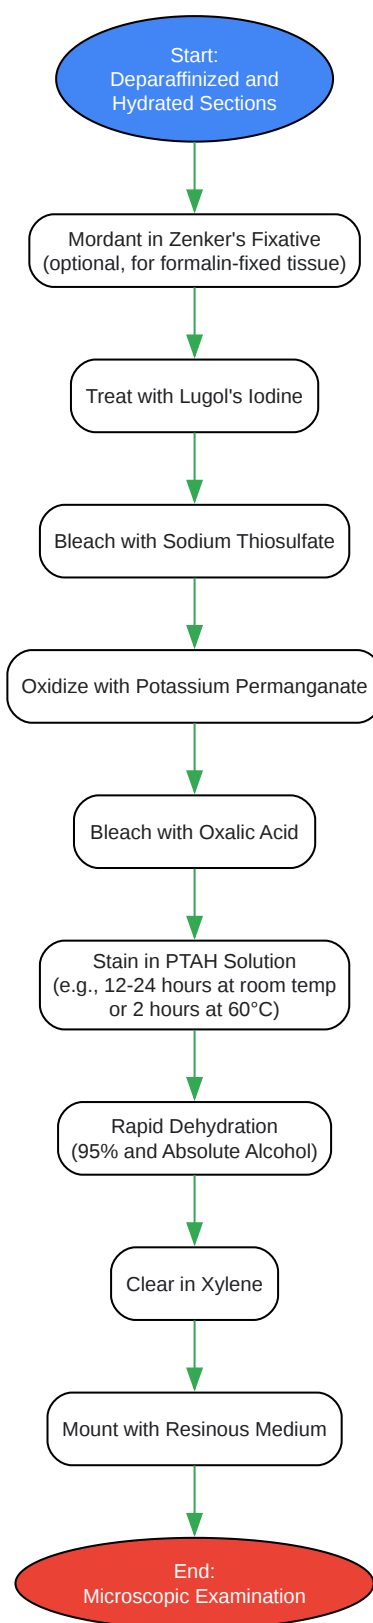 Start:
Deparaffinized and
Hydrated Sections
Mordant in Zenker's Fixative
(optional, for formalin-fixed tissue)
Treat with Lugol's Iodine
Bleach with Sodium Thiosulfate
Oxidize with Potassium Permanganate
Bleach with Oxalic Acid
Stain in PTAH Solution
(e.g., 12-24 hours at room temp
or 2 hours at 60°C)
Rapid Dehydration
(95% and Absolute Alcohol)
Clear in Xylene
Mount with Resinous Medium
End:
Microscopic Examination